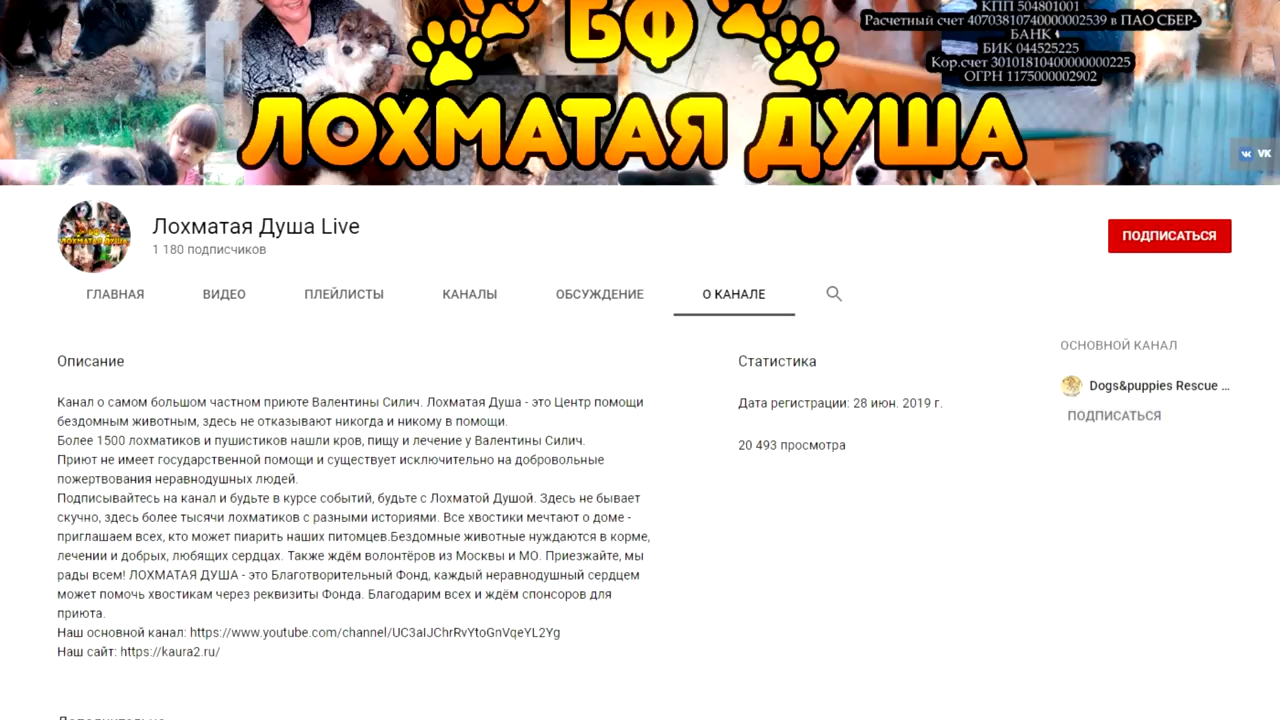 БФ
ЛОХМАТАЯ ДУША
КПП 504801001
Расчетный счет 40703810740000002539 в ПАО СБЕР-
БАНК
БИК 044525225
Кор.счет 30101810400000000225
ОГРН 1175000002902
VK
Лохматая Душа Live
1 180 подписчиков
ПОДПИСАТЬСЯ
ГЛАВНАЯ ВИДЕО ПЛЕЙЛИСТЫ КАНАЛЫ ОБСУЖДЕНИЕ О КАНАЛЕ
Описание
Канал о самом большом частном приюте Валентины Силич. Лохматая Душа - это Центр помощи
бездомным животным, здесь не отказывают никогда и никому в помощи.
Более 1500 лохматиков и пушистиков нашли кров, пищу и лечение у Валентины Силич.
Приют не имеет государственной помощи и существует исключительно на добровольные
пожертвования неравнодушных людей.
Подписывайтесь на канал и будьте в курсе событий, будьте с Лохматой Душой. Здесь не бывает
скучно, здесь более тысячи лохматиков с разными историями. Все хвостики мечтают о доме -
приглашаем всех, кто может пиарить наших питомцев.Бездомные животные нуждаются в корме,
лечении и добрых, любящих сердцах. Также ждём волонтёров из Москвы и МО. Приезжайте, мы
рады всем! ЛОХМАТАЯ ДУША - это Благотворительный Фонд, каждый неравнодушный сердцем
может помочь хвостикам через реквизиты Фонда. Благодарим всех и ждём спонсоров для
приюта.
Наш основной канал: https://www.youtube.com/channel/UC3aIJChrRvYtoGnVqeYL2Yg
Наш сайт: https://kaura2.ru/
Статистика
Дата регистрации: 28 июн. 2019 г.
20 493 просмотра
ОСНОВНОЙ КАНАЛ
Dogs&puppies Rescue ...
ПОДПИСАТЬСЯ